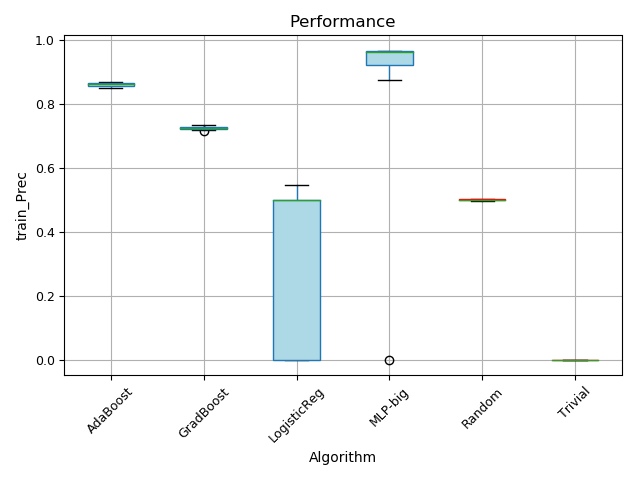 Performance
train_Prec
1.0
0.8
0.6
0.4
0.2
0.0
AdaBoost
GradBoost
LogisticReg
MLP-big
Random
Trivial
Algorithm